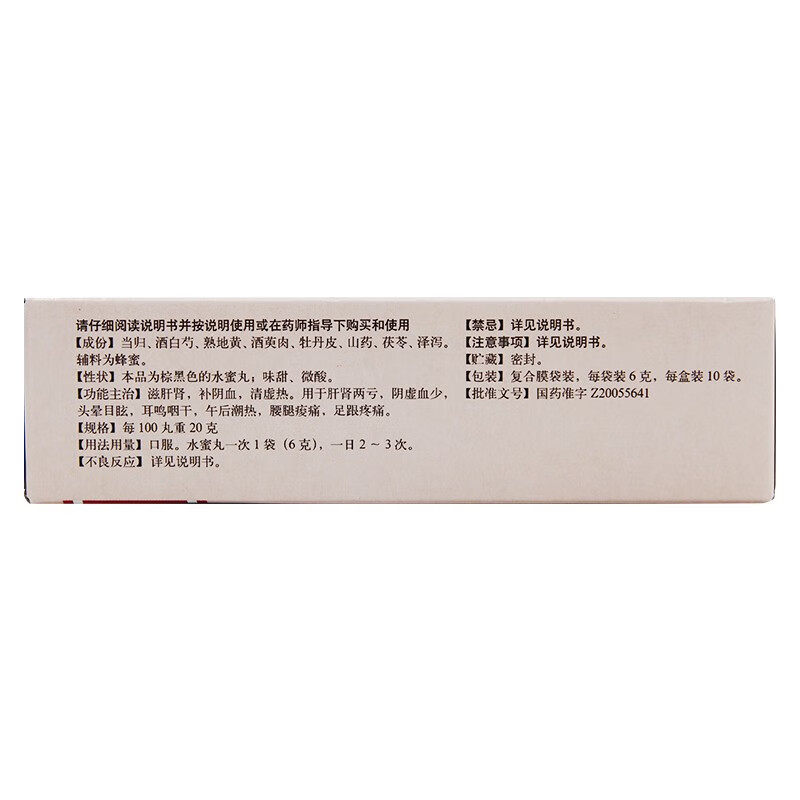 请仔细阅读说明书并按说明使用或在药师指导下购买和使用
【成份】当归、酒白芍、熟地黄、酒萸肉、牡丹皮、山药、茯苓、泽泻。
辅料为蜂蜜。
【性状】本品为棕黑色的水蜜丸；味甜、微酸。
【功能主治】滋肝肾，补阴血，清虚热。用于肝肾两亏，阴虚血少，
头晕目眩，耳鸣咽干，午后潮热，腰腿痠痛，足跟疼痛。
【规格】每100丸重20克
【用法用量】口服。水蜜丸一次1袋（6克），一日2～3次。
【不良反应】详见说明书。
【禁忌】详见说明书。
【注意事项】详见说明书。
【贮藏】密封。
【包装】复合膜袋装，每袋装6克，每盒装10袋。
【批准文号】国药准字Z20055641